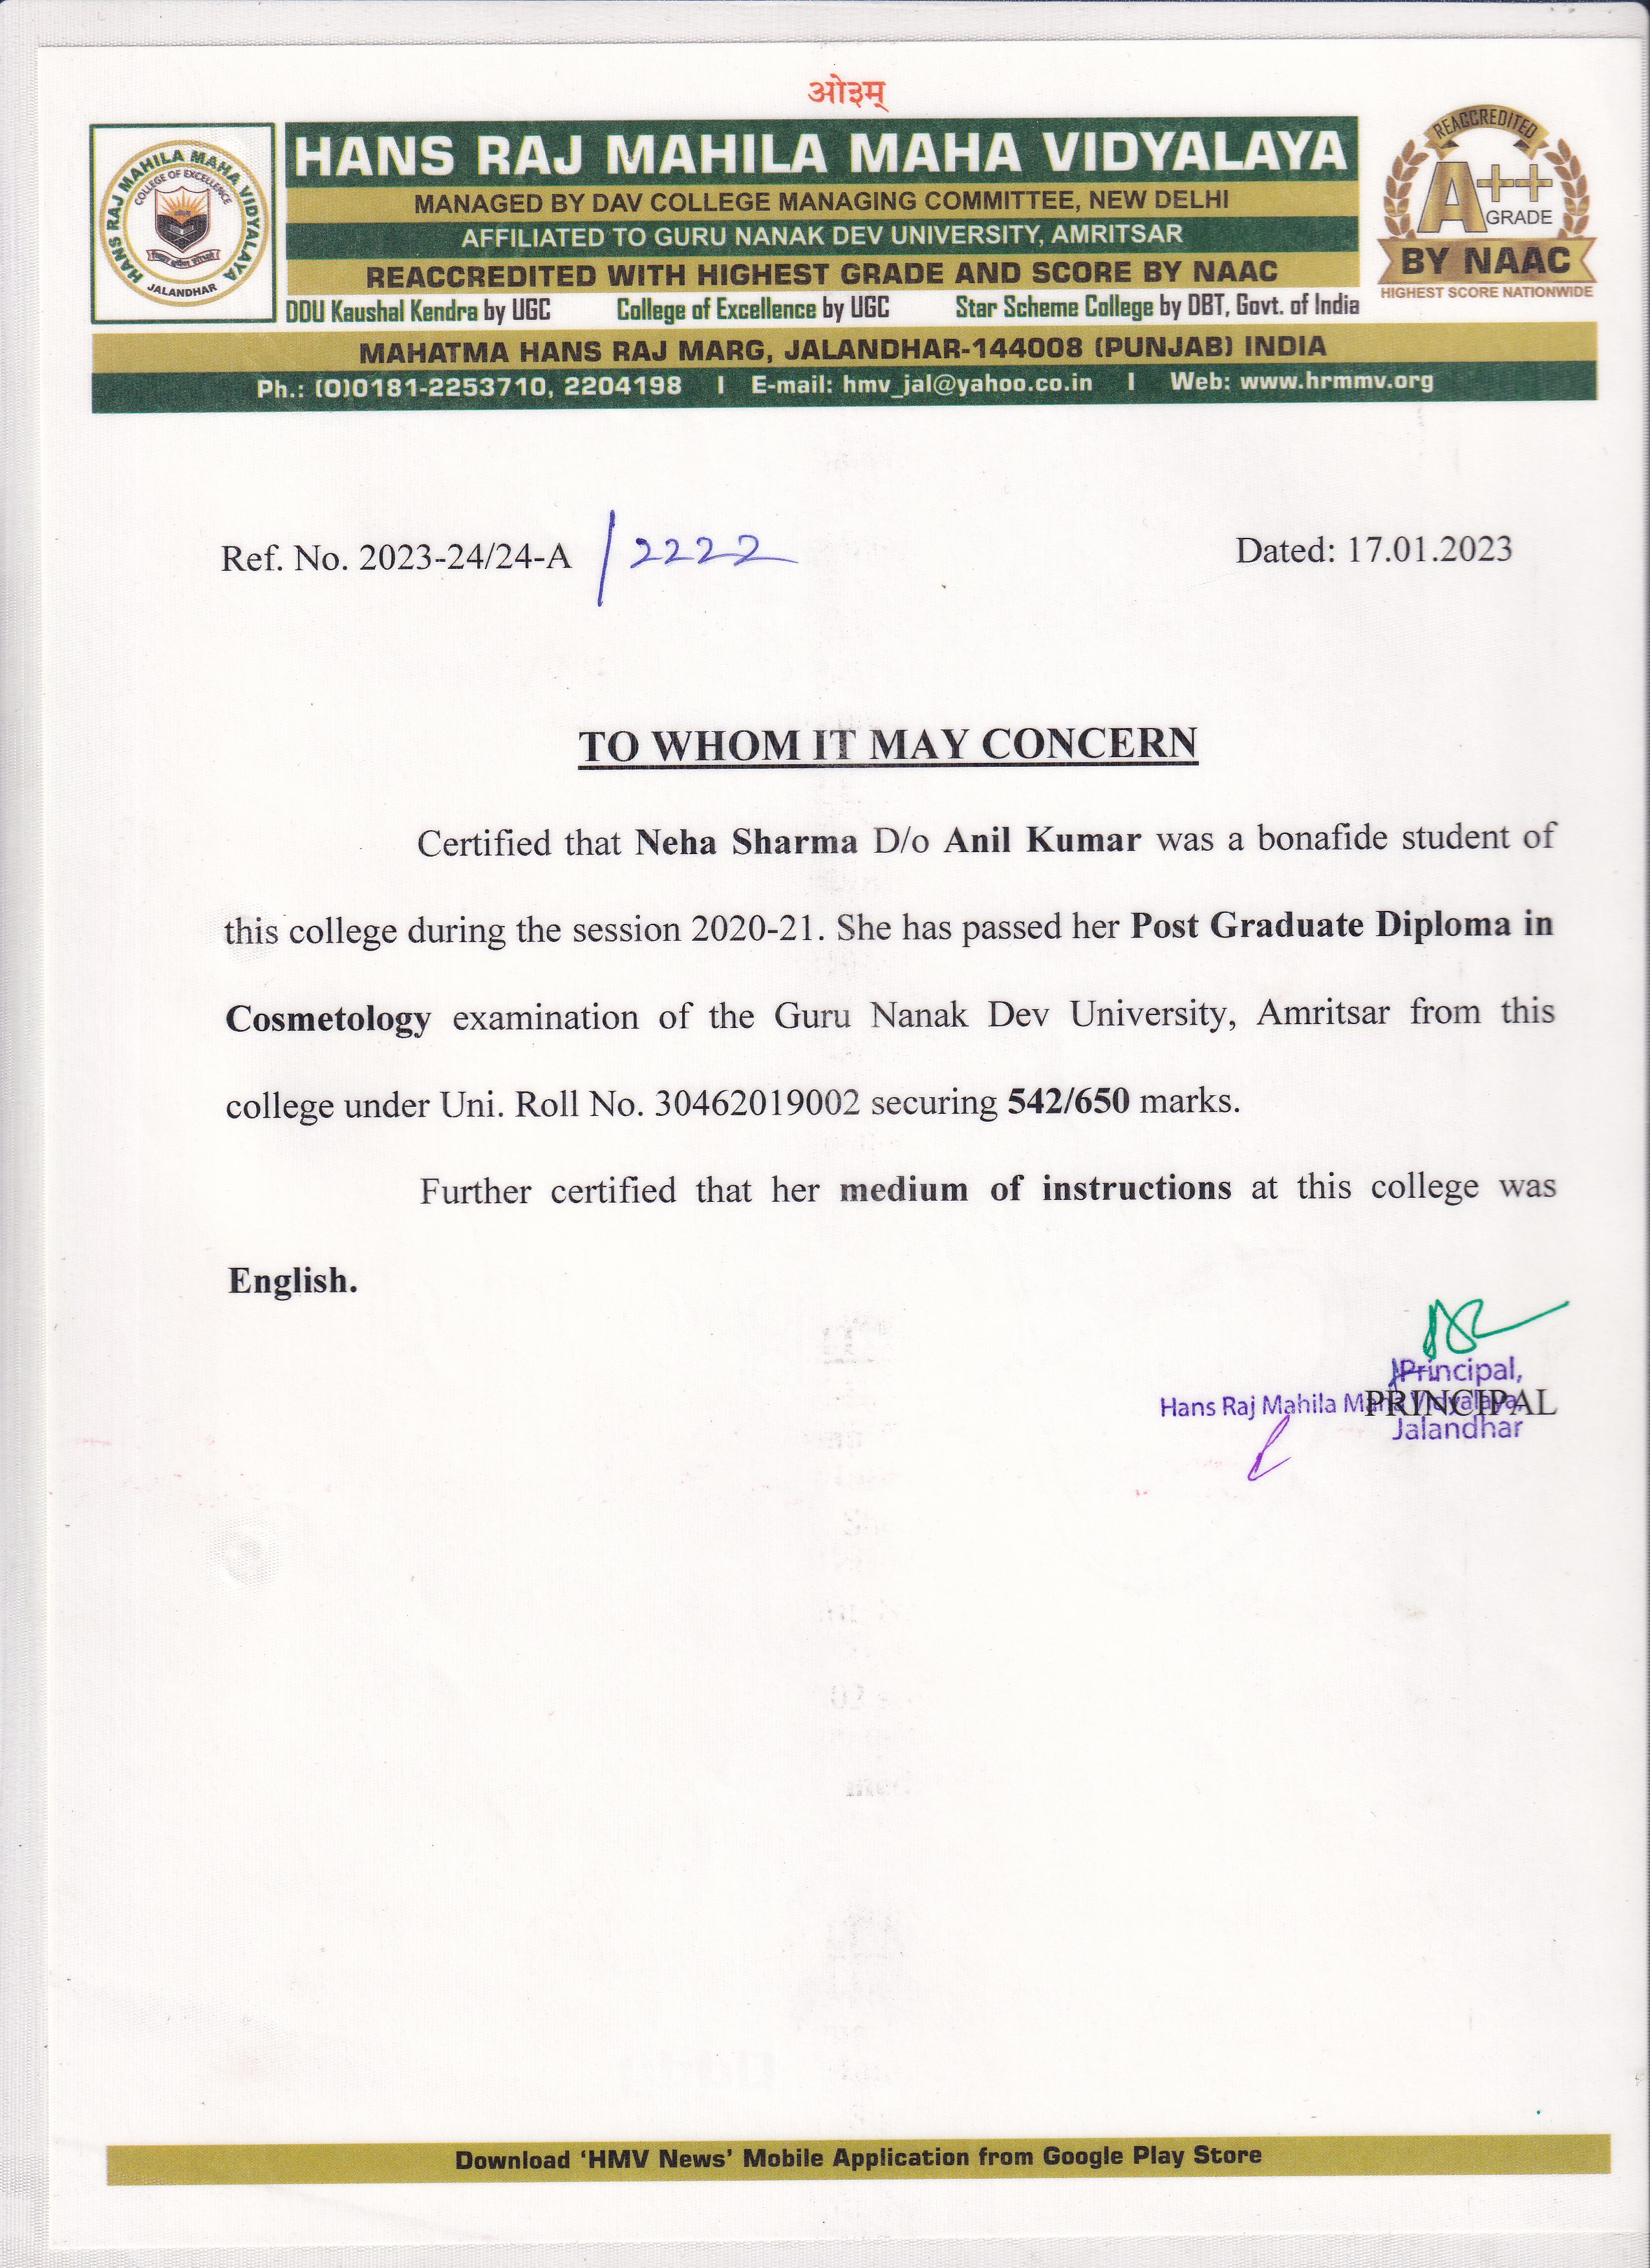 ओ३म्
HANS RAJ MAHILA MAHA VIDYALAYA
COLLEGE OF EXCELLENCE
JALANDHAR
HANS RAJ MAHILA MAHA VIDYALAYA
MANAGED BY DAV COLLEGE MANAGING COMMITTEE, NEW DELHI
AFFILIATED TO GURU NANAK DEV UNIVERSITY, AMRITSAR
REACCREDITED WITH HIGHEST GRADE AND SCORE BY NAAC
DDU Kaushal Kendra by UGC College of Excellence by UGC Star Scheme College by DBT, Govt. of India
REACCREDITED
A++
GRADE
BY NAAC
HIGHEST SCORE NATIONWIDE
MAHATMA HANS RAJ MARG, JALANDHAR-144008 (PUNJAB) INDIA
Ph.: (O)0181-2253710, 2204198 I E-mail: hmv_jal@yahoo.co.in I Web: www.hrmmv.org
Ref. No. 2023-24/24-A /2222 Dated: 17.01.2023
TO WHOM IT MAY CONCERN
Certified that Neha Sharma D/o Anil Kumar was a bonafide student of
this college during the session 2020-21. She has passed her Post Graduate Diploma in
Cosmetology examination of the Guru Nanak Dev University, Amritsar from this
college under Uni. Roll No. 30462019002 securing 542/650 marks.
Further certified that her medium of instructions at this college was
English.
Principal,
Hans Raj Mahila Maha Vidyalaya,
PRINCIPAL
Jalandhar
Download ‘HMV News’ Mobile Application from Google Play Store